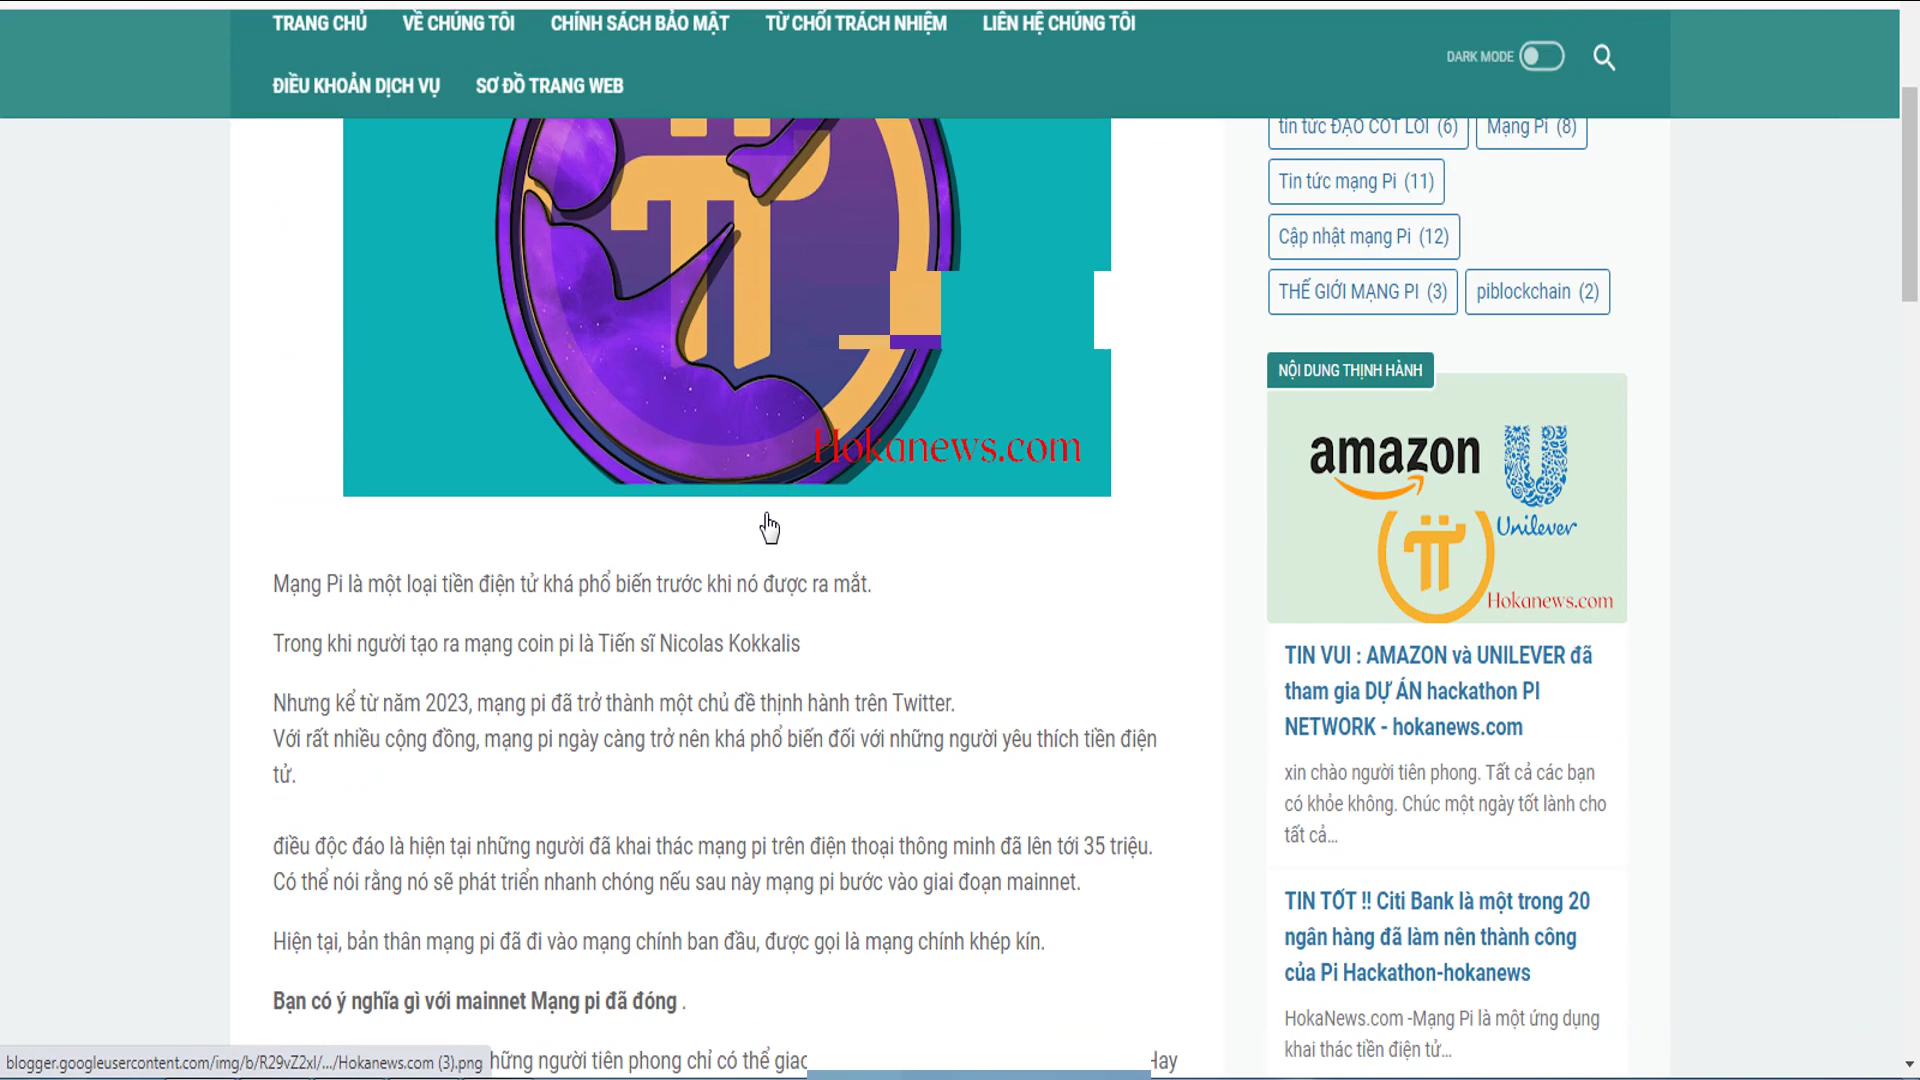 TRANG CHỦ VỀ CHÚNG TÔI CHÍNH SÁCH BẢO MẬT TỪ CHỐI TRÁCH NHIỆM LIÊN HỆ CHÚNG TÔI
ĐIỀU KHOẢN DỊCH VỤ SƠ ĐỒ TRANG WEB
DARK MODE
Hokanews.com
Mạng Pi là một loại tiền điện tử khá phổ biến trước khi nó được ra mắt.
Trong khi người tạo ra mạng coin pi là Tiến sĩ Nicolas Kokkalis
Nhưng kể từ năm 2023, mạng pi đã trở thành một chủ đề thịnh hành trên Twitter.
Với rất nhiều cộng đồng, mạng pi ngày càng trở nên khá phổ biến đối với những người yêu thích tiền điện
tử.
điều độc đáo là hiện tại những người đã khai thác mạng pi trên điện thoại thông minh đã lên tới 35 triệu.
Có thể nói rằng nó sẽ phát triển nhanh chóng nếu sau này mạng pi bước vào giai đoạn mainnet.
Hiện tại, bản thân mạng pi đã đi vào mạng chính ban đầu, được gọi là mạng chính khép kín.
Bạn có ý nghĩa gì với mainnet Mạng pi đã đóng .
người tiên phong chỉ có thể
blogger.googleusercontent.com/img/b/R29vZ2xl/.../Hokanews.com (3).png
tin tức ĐẠO CỐT LÕI (6) Mạng Pi (8)
Tin tức mạng Pi (11)
Cập nhật mạng Pi (12)
THẾ GIỚI MẠNG PI (3) piblockchain (2)
NỘI DUNG THỊNH HÀNH
amazon
Unilever
Hokanews.com
TIN VUI : AMAZON và UNILEVER đã
tham gia DỰ ÁN hackathon PI
NETWORK - hokanews.com
xin chào người tiên phong. Tất cả các bạn
có khỏe không. Chúc một ngày tốt lành cho
tất cả...
TIN TỐT !! Citi Bank là một trong 20
ngân hàng đã làm nên thành công
của Pi Hackathon-hokanews
HokaNews.com -Mạng Pi là một ứng dụng
khai thác tiền điện tử...